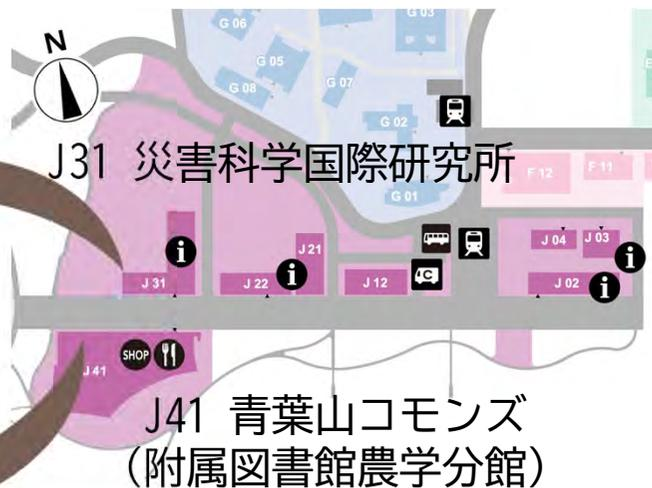 G 06
G 03
N
G 05
G 07
G 08
G 02
J31 災害科学国際研究所
F 12
F 11
G 01
J 21
J 04
J 03
J 31
J 22
C
J 12
J 02
SHOP
J 41
J41 青葉山コモンズ
（附属図書館農学分館）